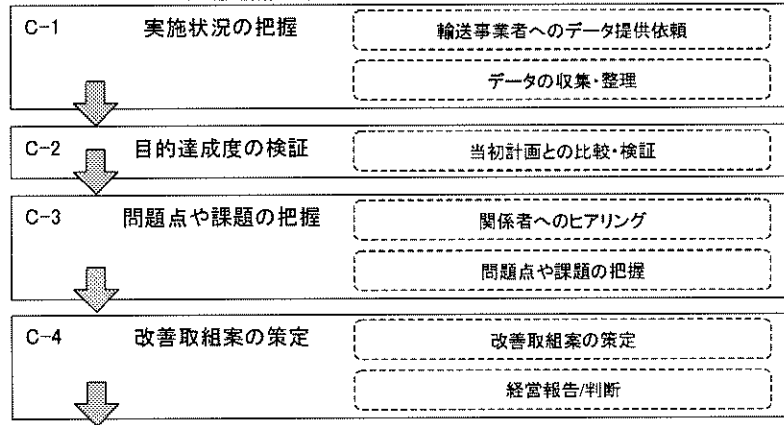 C-1 実施状況の把握
輸送事業者へのデータ提供依頼
データの収集・整理
C-2 目的達成度の検証
当初計画との比較・検証
C-3 問題点や課題の把握
関係者へのヒアリング
問題点や課題の把握
C-4 改善取組案の策定
改善取組案の策定
経営報告/判断